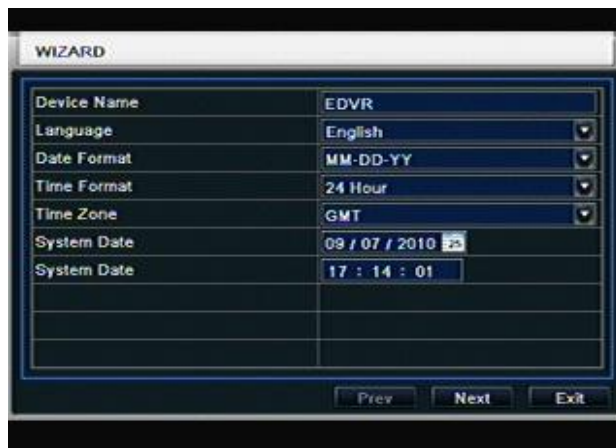 WIZARD
Device Name EDVR
Language English
Date Format MM-DD-YY
Time Format 24 Hour
Time Zone GMT
System Date 09 / 07 / 2010 25
System Date 17 : 14 : 01
Prev Next Exit